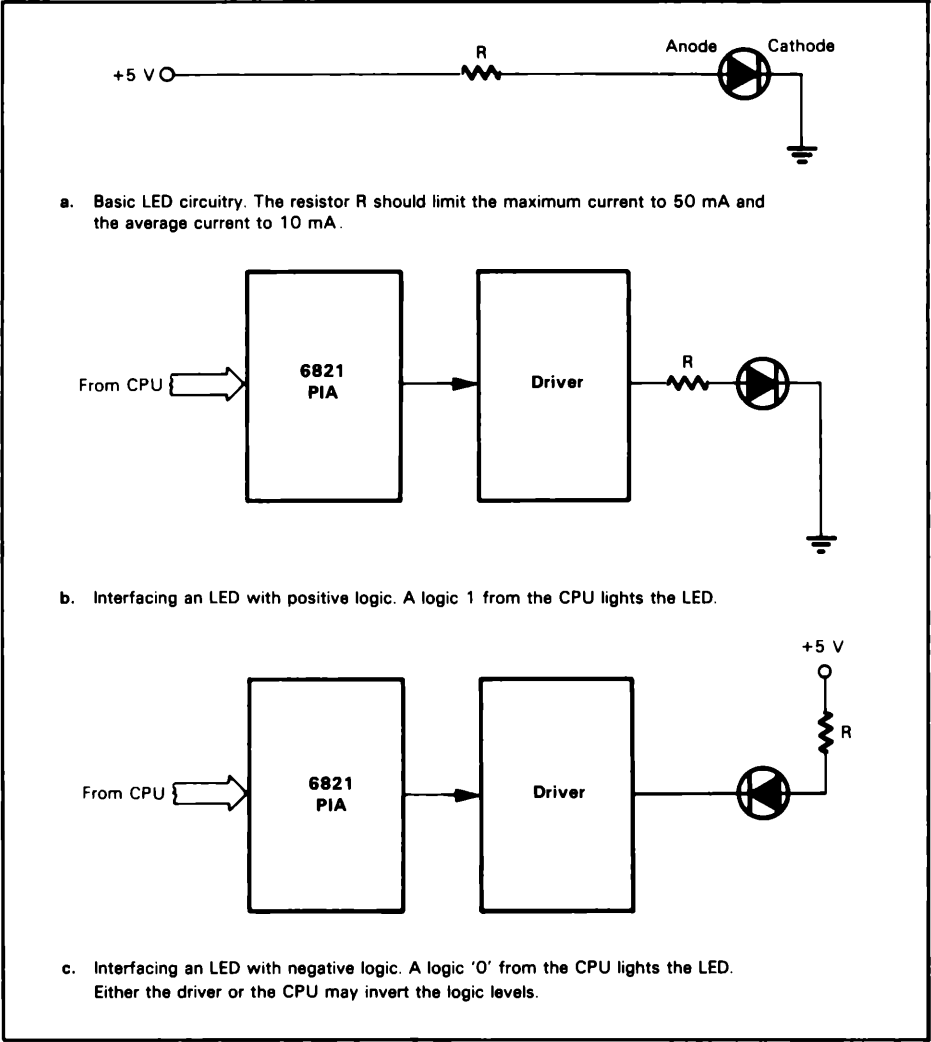 R
Anode
Cathode
+5 V
a. Basic LED circuitry. The resistor R should limit the maximum current to 50 mA and
the average current to 10 mA.
6821
PIA
Driver
R
From CPU
b. Interfacing an LED with positive logic. A logic 1 from the CPU lights the LED.
+5 V
R
6821
PIA
Driver
From CPU
c. Interfacing an LED with negative logic. A logic '0' from the CPU lights the LED.
Either the driver or the CPU may invert the logic levels.